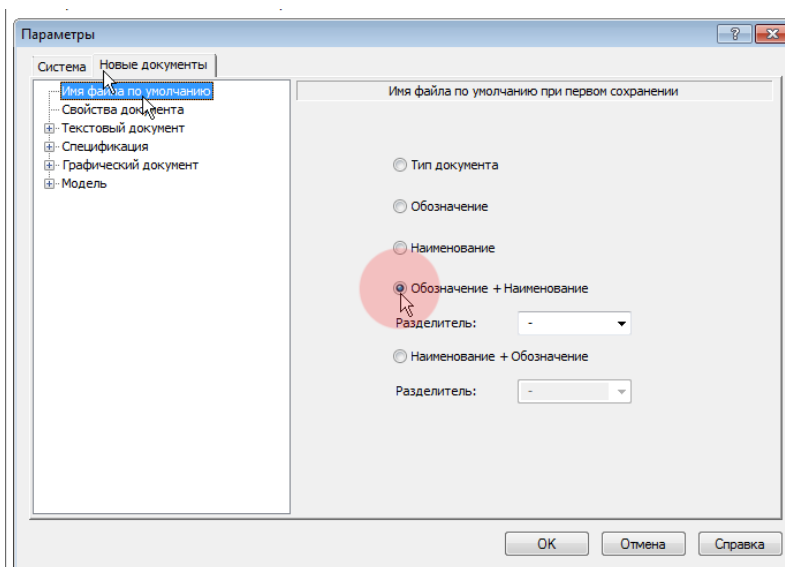 Параметры
Система Новые документы
Имя файла по умолчанию
Свойства документа
Текстовый документ
Спецификация
Графический документ
Модель
Имя файла по умолчанию при первом сохранении
Тип документа
Обозначение
Наименование
Обозначение + Наименование
Разделитель: -
Наименование + Обозначение
Разделитель: -
OK Отмена Справка